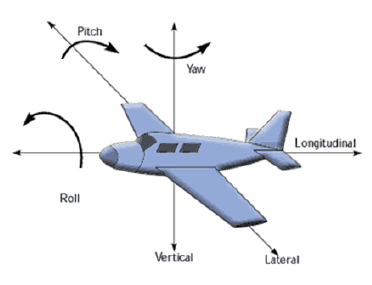 Pitch
Yaw
Longitudinal
Roll
Vertical
Lateral